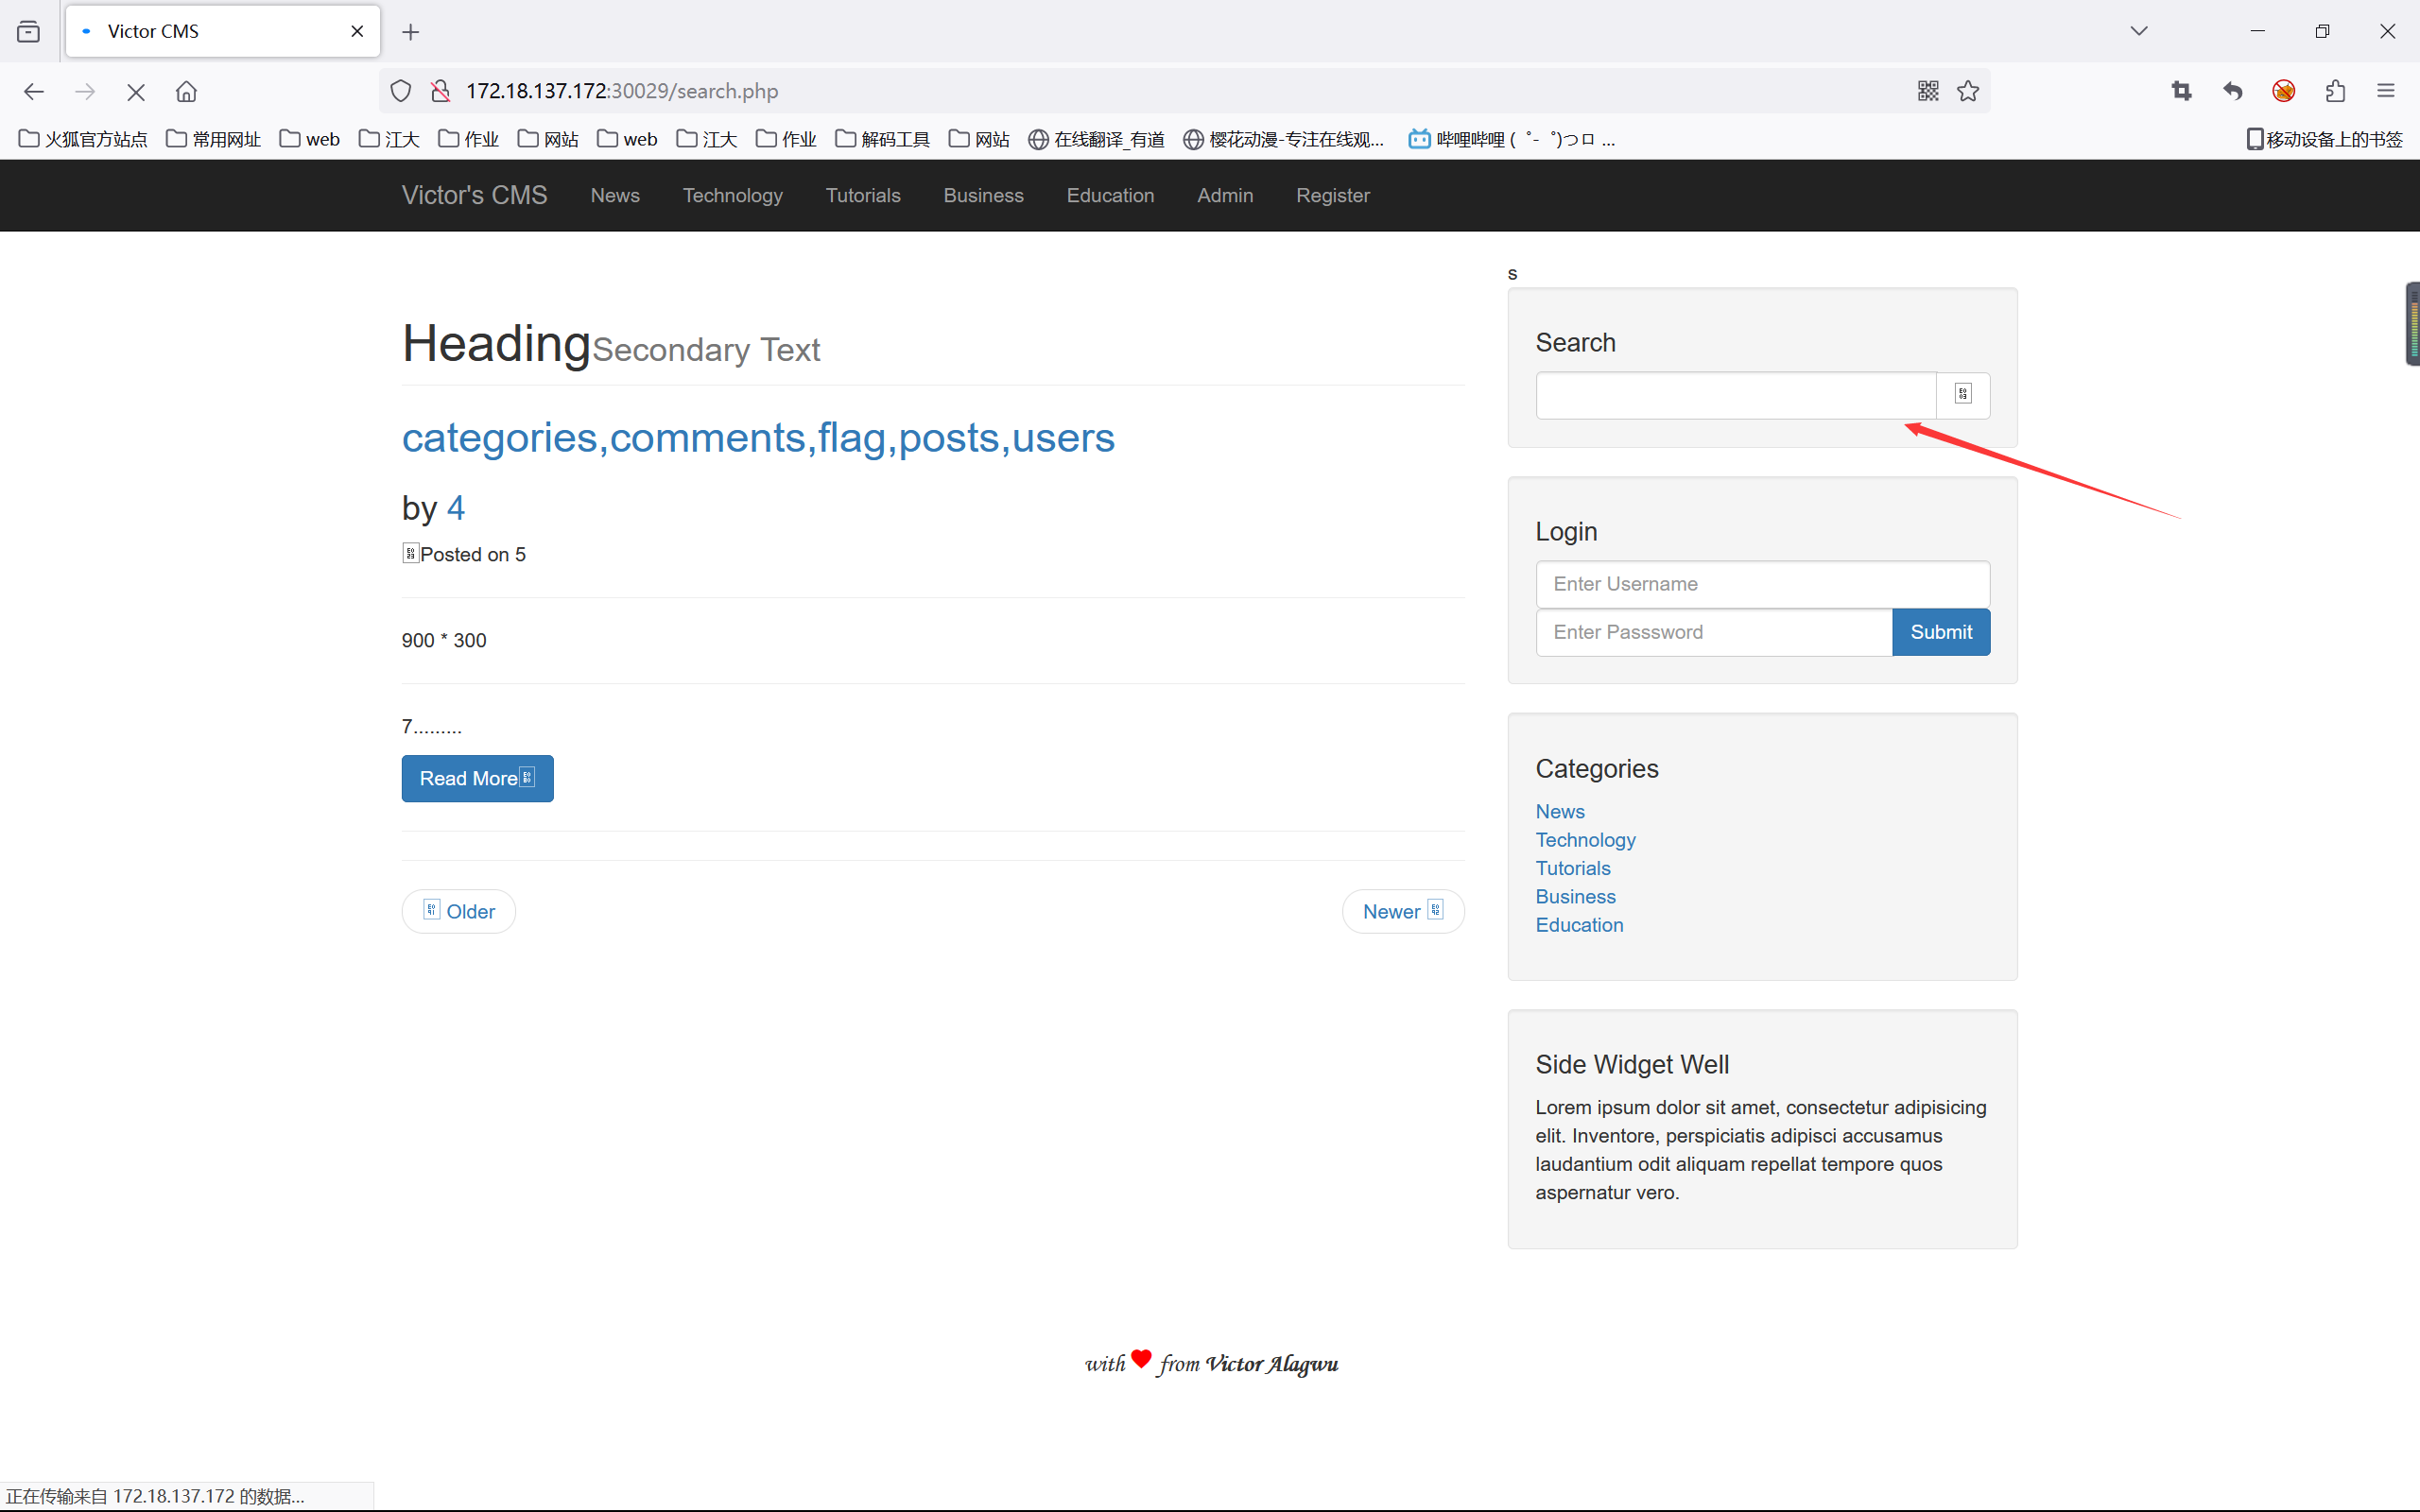 Victor CMS
172.18.137.172:30029/search.php
火狐官方站点 常用网址 web 江大 作业 网站 web 江大 作业 解码工具 网站 在线翻译_有道 樱花动漫-专注在线观... 哔哩哔哩 ( ゜- ゜)つロ ... 移动设备上的书签
Victor's CMS News Technology Tutorials Business Education Admin Register
s
Search
HeadingSecondary Text
categories,comments,flag,posts,users
by 4
Posted on 5
900 * 300
7.........
Read More
Older Newer
Login
Enter Username
Enter Passsword Submit
Categories
News
Technology
Tutorials
Business
Education
Side Widget Well
Lorem ipsum dolor sit amet, consectetur adipisicing
elit. Inventore, perspiciatis adipisci accusamus
laudantium odit aliquam repellat tempore quos
aspernatur vero.
with ❤ from Victor Alagwu
正在传输来自 172.18.137.172 的数据...